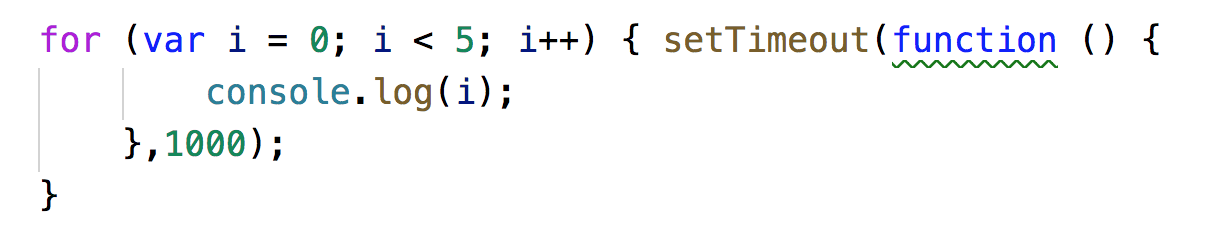 for (var i = 0; i < 5; i++) { setTimeout(function () {
console.log(i);
},1000);
}